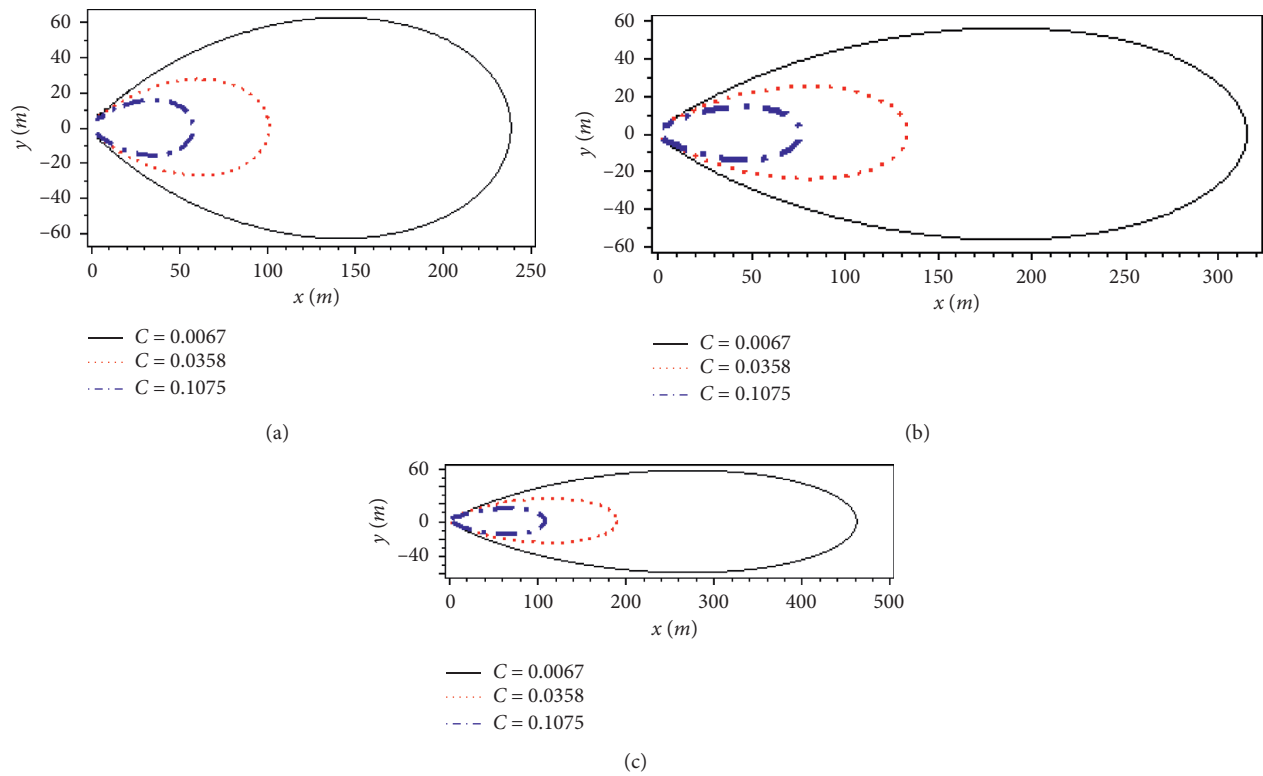 60
40
20
0
−20
−40
−60
y (m)
0 50 100 150 200 250
x (m)
C = 0.0067
C = 0.0358
C = 0.1075
(a)
60
40
20
0
−20
−40
−60
y (m)
0 50 100 150 200 250 300
x (m)
C = 0.0067
C = 0.0358
C = 0.1075
(b)
60
0
−40
y (m)
0 100 200 300 400 500
x (m)
C = 0.0067
C = 0.0358
C = 0.1075
(c)